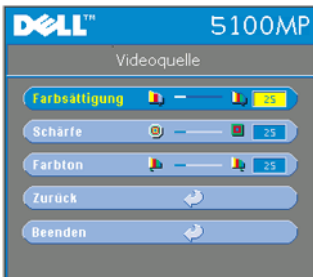 DELL™ 5100MP
Videoquelle
Farbsättigung 25
Schärfe 25
Farbton 25
Zurück
Beenden